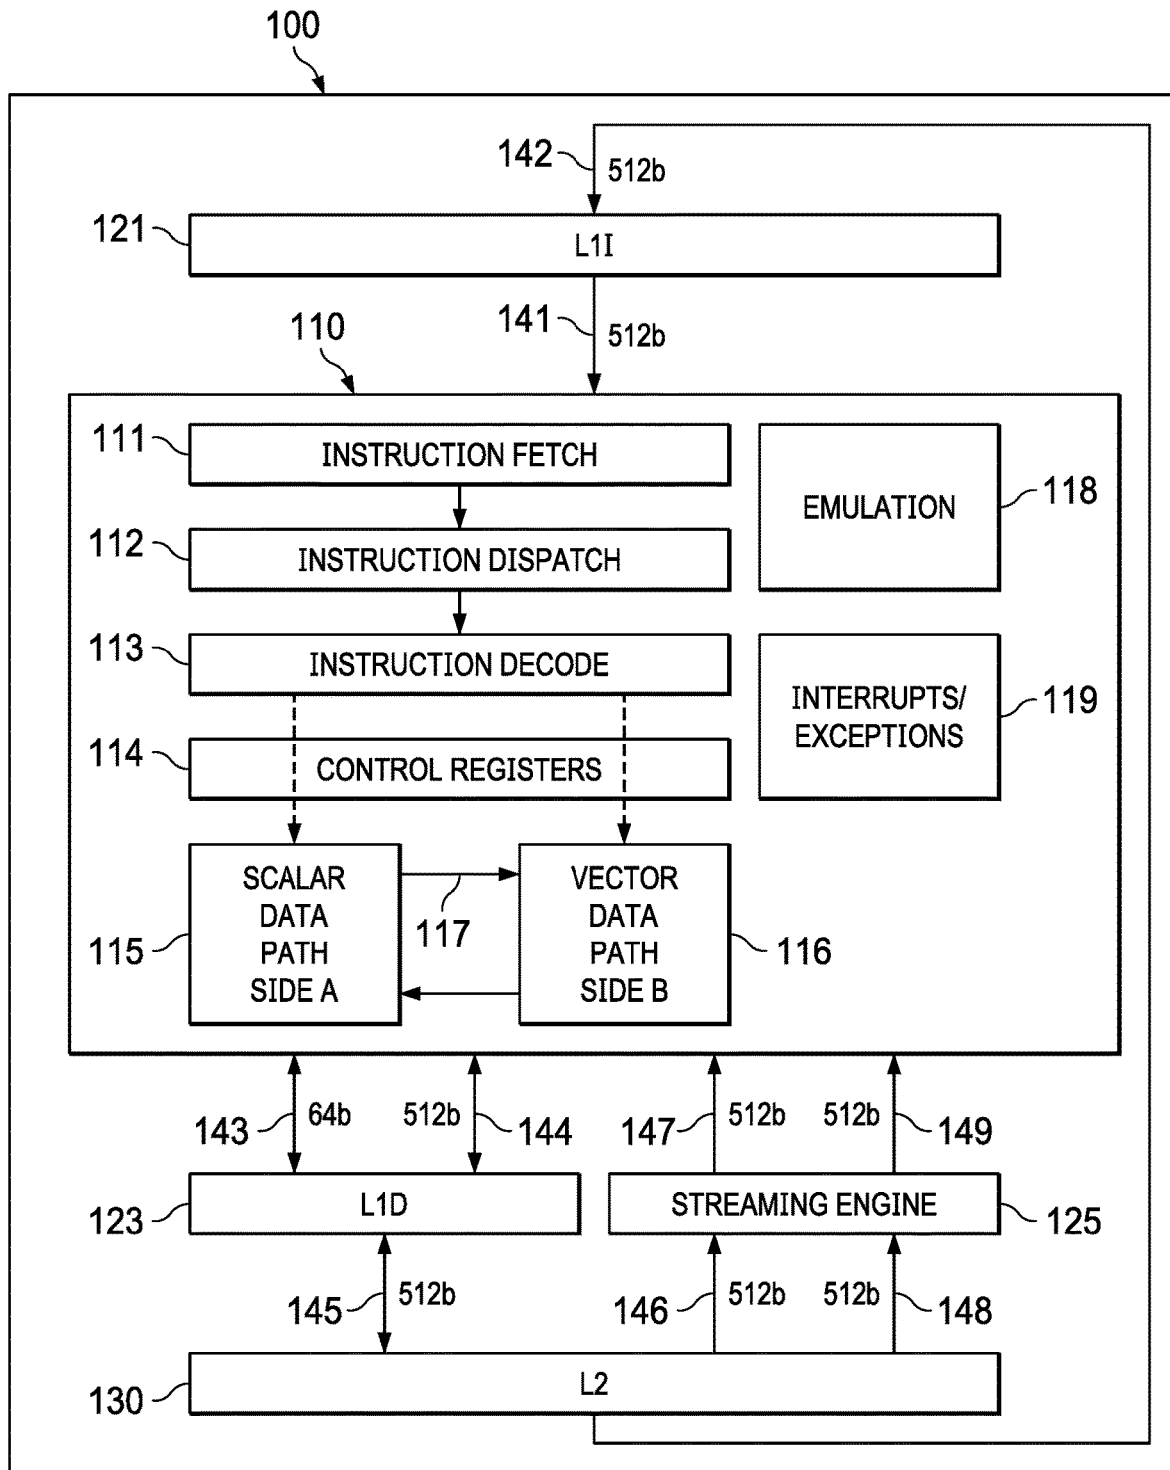 100
142
512b
121
L1I
141
512b
110
111
INSTRUCTION FETCH
118
EMULATION
112
INSTRUCTION DISPATCH
113
INSTRUCTION DECODE
119
INTERRUPTS/
EXCEPTIONS
114
CONTROL REGISTERS
115
SCALAR
DATA
PATH
SIDE A
117
VECTOR
DATA
PATH
SIDE B
116
143
64b
512b
144
147
512b
512b
149
123
L1D
STREAMING ENGINE
125
145
512b
146
512b
512b
148
130
L2